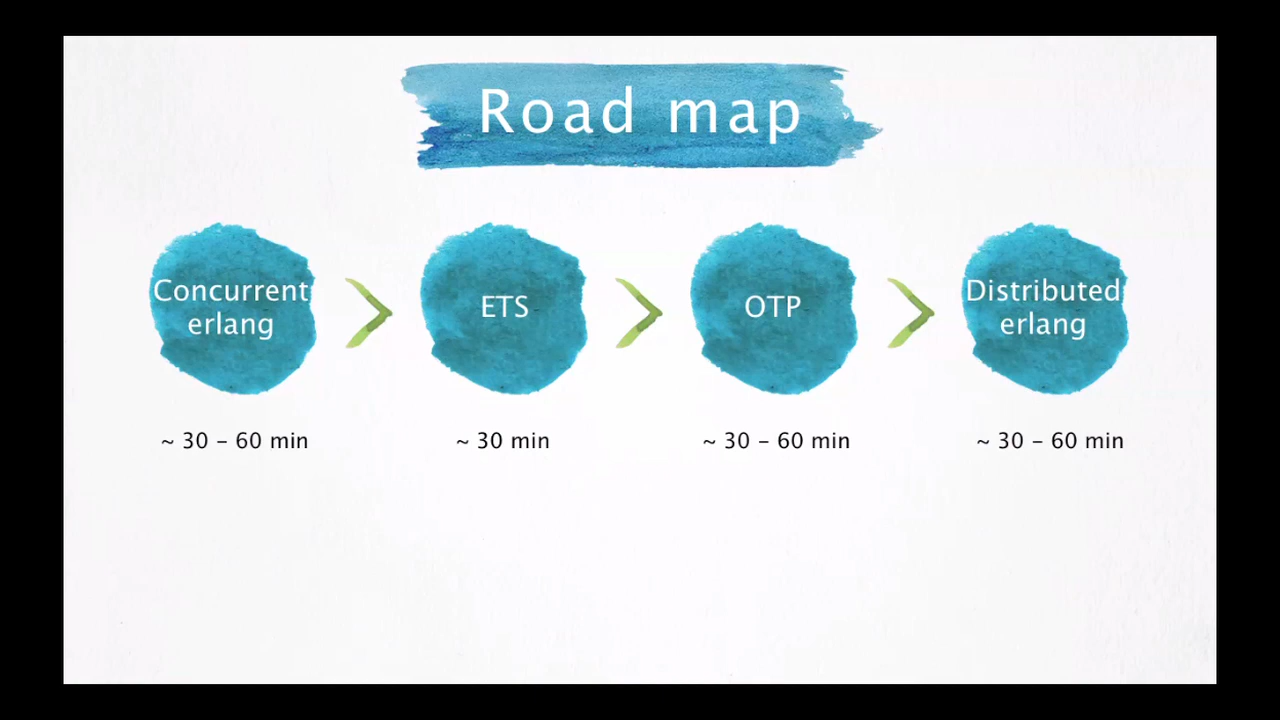 Road map
Concurrent
erlang
ETS
OTP
Distributed
erlang
~ 30 – 60 min
~ 30 min
~ 30 – 60 min
~ 30 – 60 min